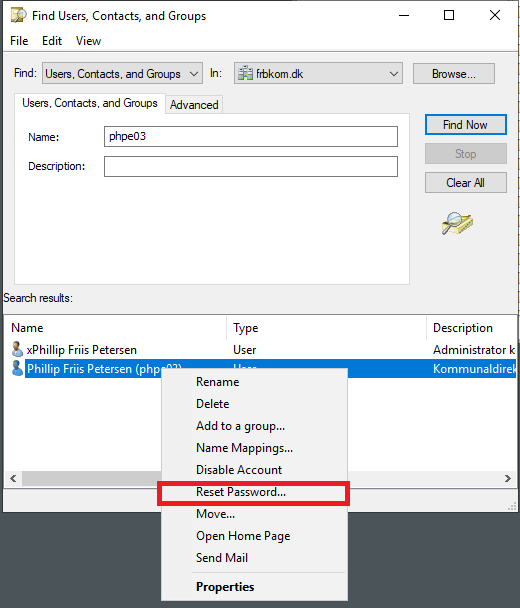 Find Users, Contacts, and Groups
File Edit View
Find: Users, Contacts, and Groups In: frbkom.dk Browse...
Users, Contacts, and Groups Advanced
Name: phpe03
Description:
Find Now
Stop
Clear All
Search results:
Name Type Description
xPhillip Friis Petersen User Administrator k
Phillip Friis Petersen User Kommunaldirek
Rename
Delete
Add to a group...
Name Mappings...
Disable Account
Reset Password...
Move...
Open Home Page
Send Mail
Properties